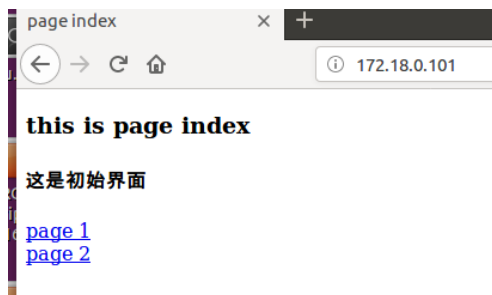 page index
172.18.0.101
this is page index
这是初始界面
page 1
page 2